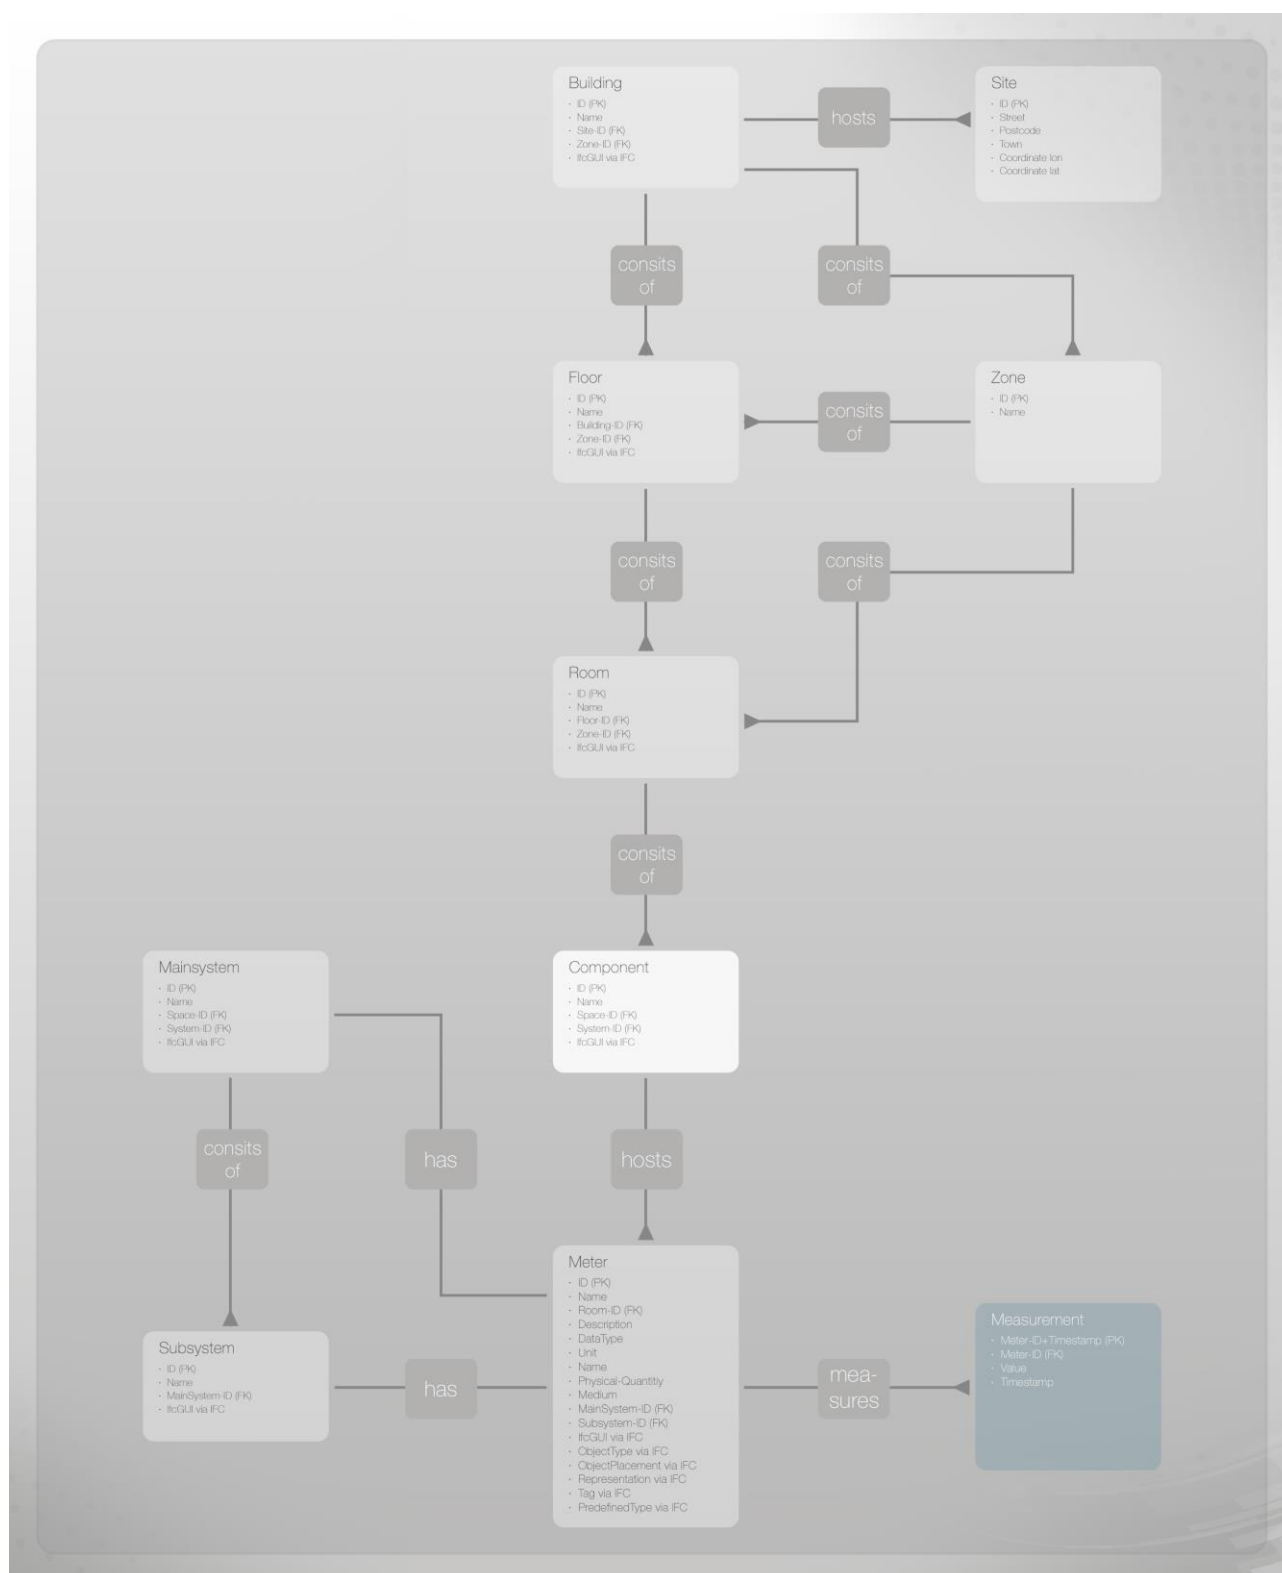 Building
· ID (PK)
· Name
· Site-ID (FK)
· Zone-ID (FK)
· IfcGUI via IFC
hosts
Site
· ID (PK)
· Street
· Postcode
· Town
· Coordinate lon
· Coordinate lat
consits
of
consits
of
Floor
· ID (PK)
· Name
· Building-ID (FK)
· Zone-ID (FK)
· IfcGUI via IFC
consits
of
Zone
· ID (PK)
· Name
consits
of
consits
of
Room
· ID (PK)
· Name
· Floor-ID (FK)
· Zone-ID (FK)
· IfcGUI via IFC
consits
of
Mainsystem
· ID (PK)
· Name
· Space-ID (FK)
· System-ID (FK)
· IfcGUI via IFC
Component
· ID (PK)
· Name
· Space-ID (FK)
· System-ID (FK)
· IfcGUI via IFC
consits
of
has
hosts
Subsystem
· ID (PK)
· Name
· MainSystem-ID (FK)
· IfcGUI via IFC
has
Meter
· ID (PK)
· Name
· Room-ID (FK)
· Description
· DataType
· Unit
· Name
· Physical-Quantitiy
· Medium
· MainSystem-ID (FK)
· Subsystem-ID (FK)
· IfcGUI via IFC
· ObjectType via IFC
· ObjectPlacement via IFC
· Representation via IFC
· Tag via IFC
· PredefinedType via IFC
mea-
sures
Measurement
· Meter-ID+Timestamp (PK)
· Meter-ID (FK)
· Value
· Timestamp